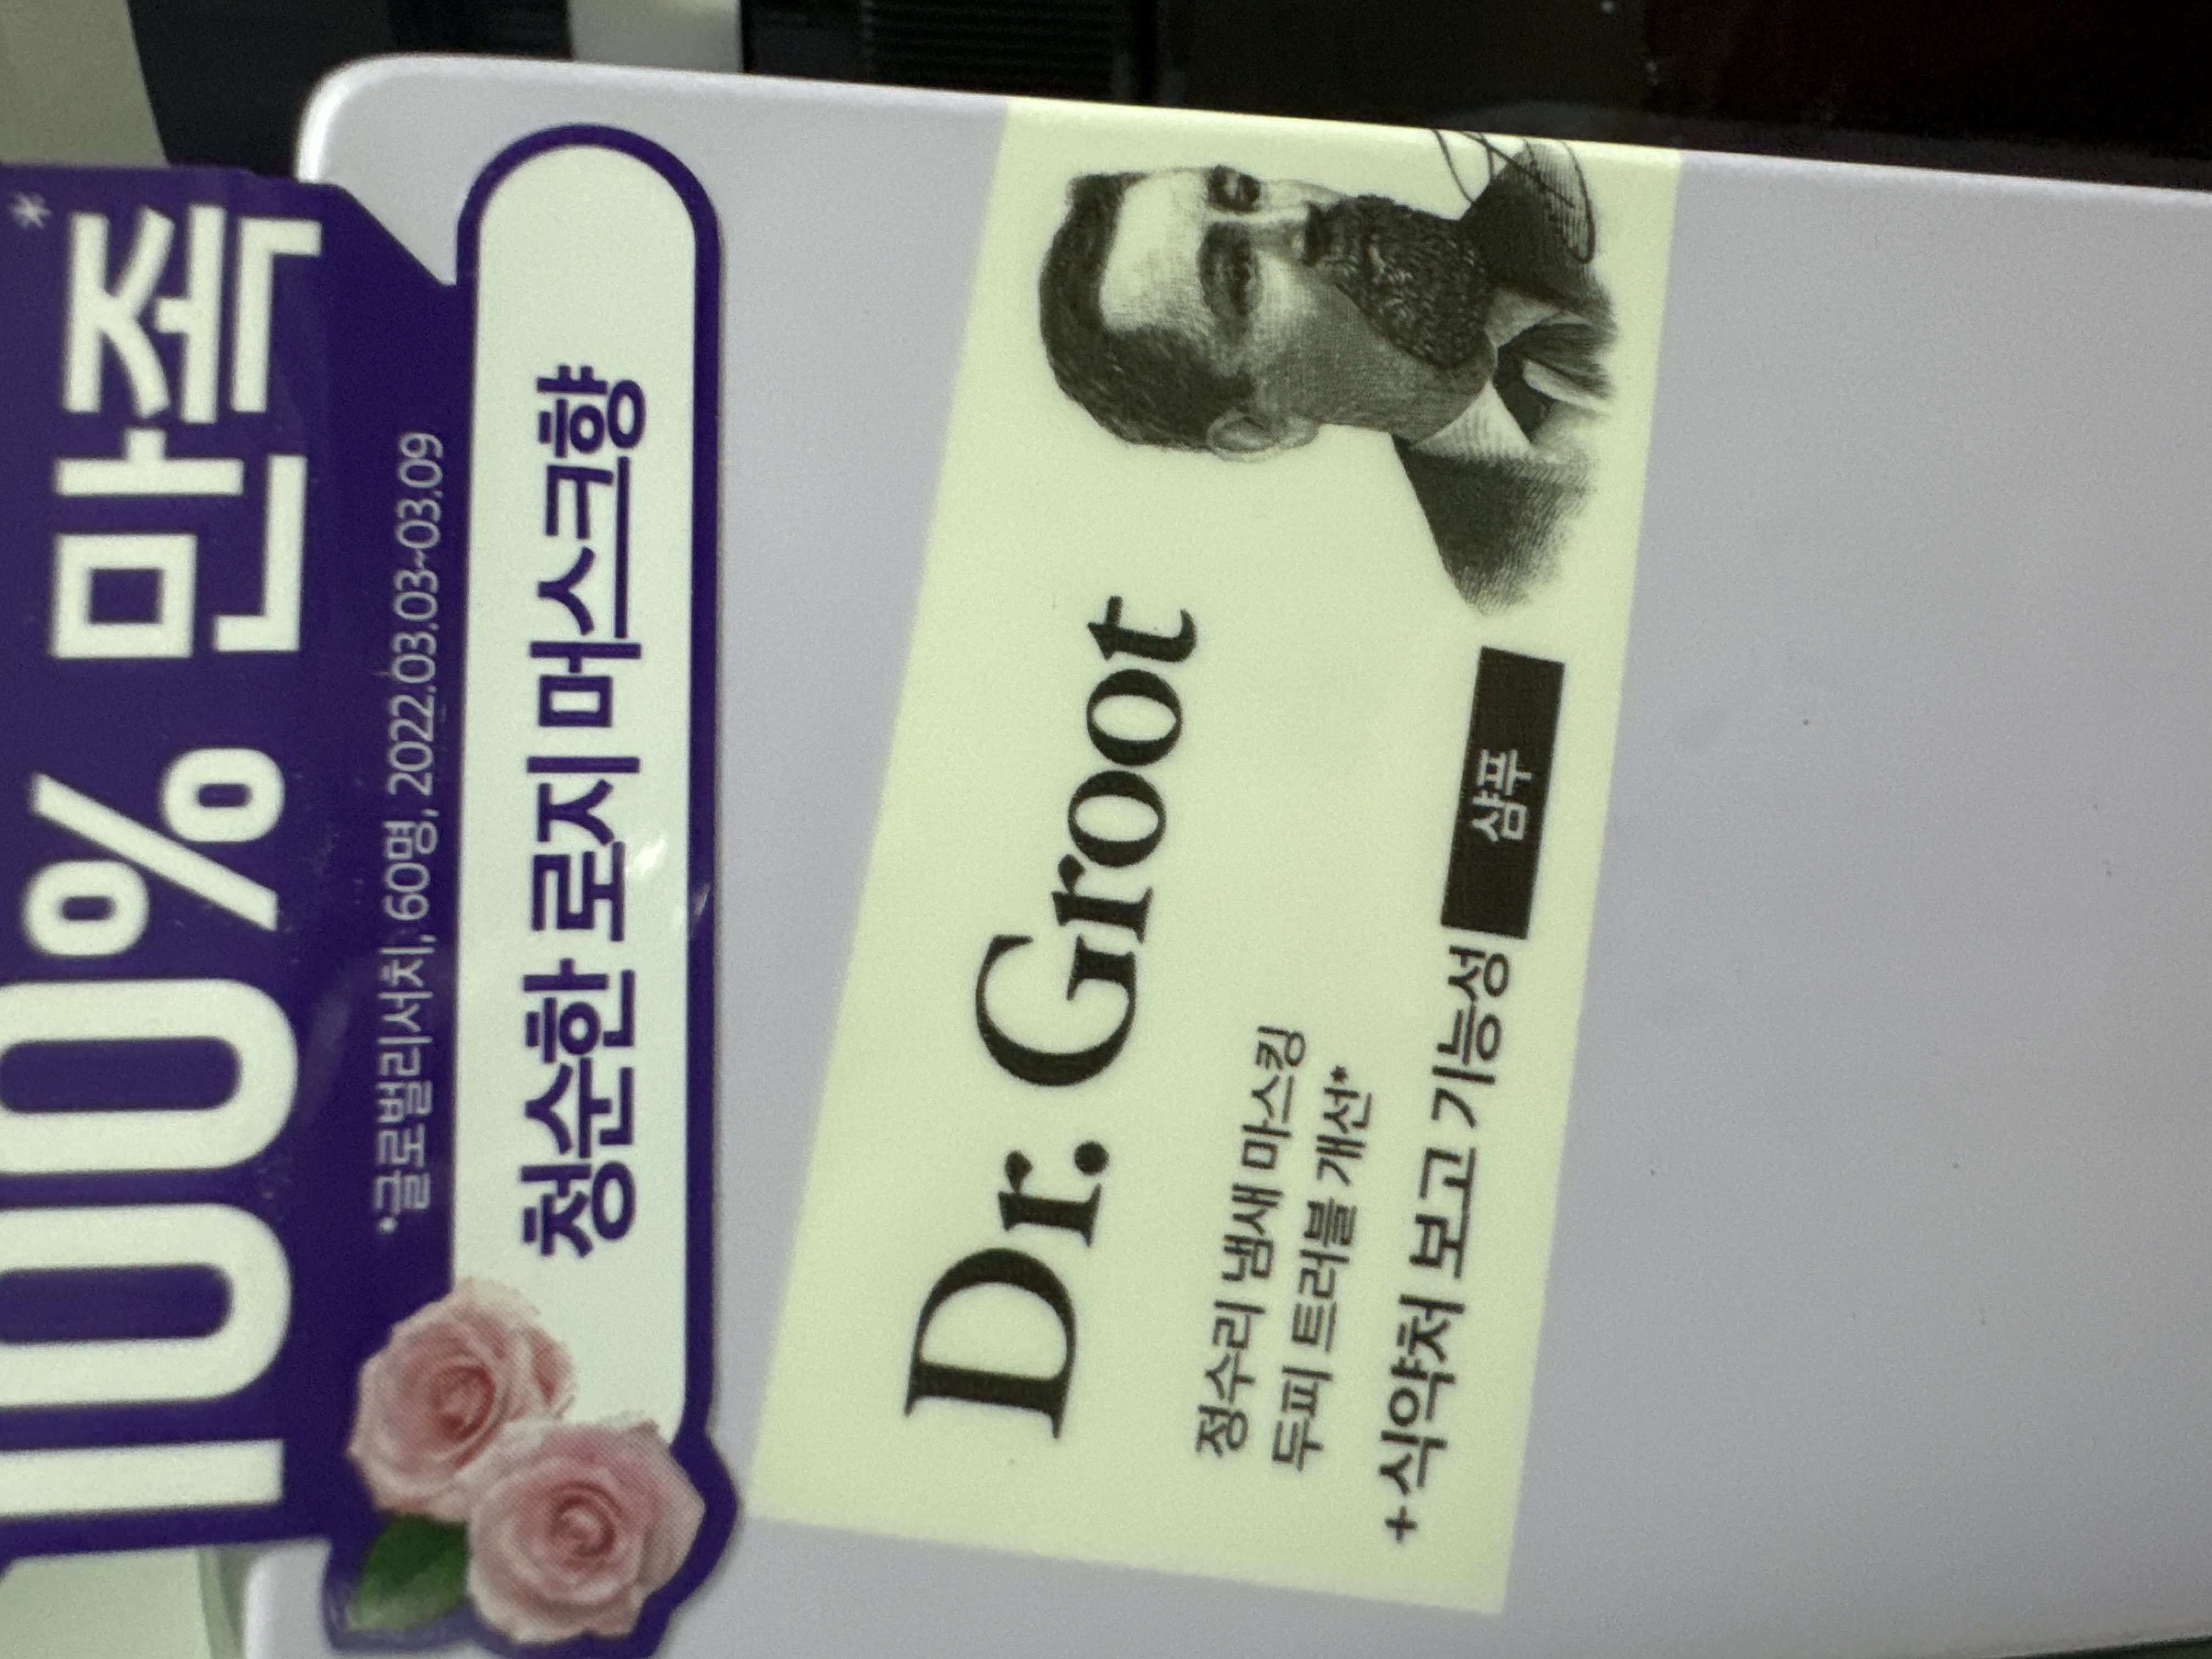 100% 만족*
*글로벌리서치, 60명, 2022.03.03~03.09
청순한 로지 머스크향
Dr. Groot
정수리 냄새 마스킹
두피 트러블 개선*
+식약처 보고 기능성 샴푸